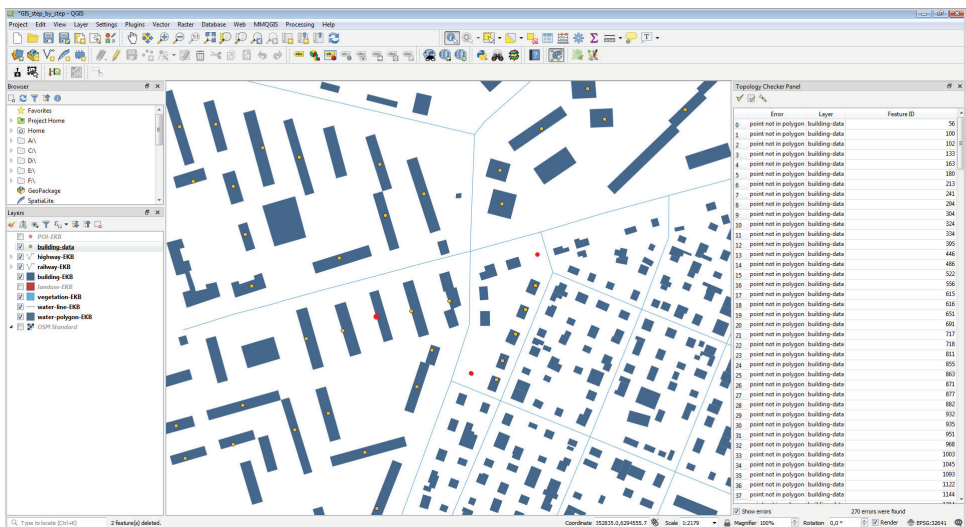 *GIS_step_by_step - QGIS
Project Edit View Layer Settings Plugins Vector Raster Database Web MMQGIS Processing Help
Browser
Favorites
Project Home
Home
A:\
C:\
D:\
E:\
F:\
GeoPackage
SpatiaLite
Layers
POI-EKB
building-data
highway-EKB
railway-EKB
building-EKB
landuse-EKB
vegetation-EKB
water-line-EKB
water-polygon-EKB
OSM Standard
Topology Checker Panel
Error Layer Feature ID
0 point not in polygon building-data 56
1 point not in polygon building-data 100
2 point not in polygon building-data 102
3 point not in polygon building-data 133
4 point not in polygon building-data 163
5 point not in polygon building-data 180
6 point not in polygon building-data 213
7 point not in polygon building-data 241
8 point not in polygon building-data 294
9 point not in polygon building-data 304
10 point not in polygon building-data 324
11 point not in polygon building-data 334
12 point not in polygon building-data 395
13 point not in polygon building-data 446
14 point not in polygon building-data 486
15 point not in polygon building-data 522
16 point not in polygon building-data 556
17 point not in polygon building-data 615
18 point not in polygon building-data 616
19 point not in polygon building-data 651
20 point not in polygon building-data 691
21 point not in polygon building-data 717
22 point not in polygon building-data 718
23 point not in polygon building-data 855
24 point not in polygon building-data 811
25 point not in polygon building-data 863
26 point not in polygon building-data 871
27 point not in polygon building-data 877
28 point not in polygon building-data 882
29 point not in polygon building-data 932
30 point not in polygon building-data 935
31 point not in polygon building-data 951
32 point not in polygon building-data 968
33 point not in polygon building-data 1003
34 point not in polygon building-data 1045
35 point not in polygon building-data 1093
36 point not in polygon building-data 1122
37 point not in polygon building-data 1144
Show errors 270 errors were found
Type to locate (Ctrl+K) 2 feature(s) deleted. Coordinate 352835.0,6294555.7 Scale 1:2179 Magnifier 100% Rotation 0,0 ° Render EPSG:32641